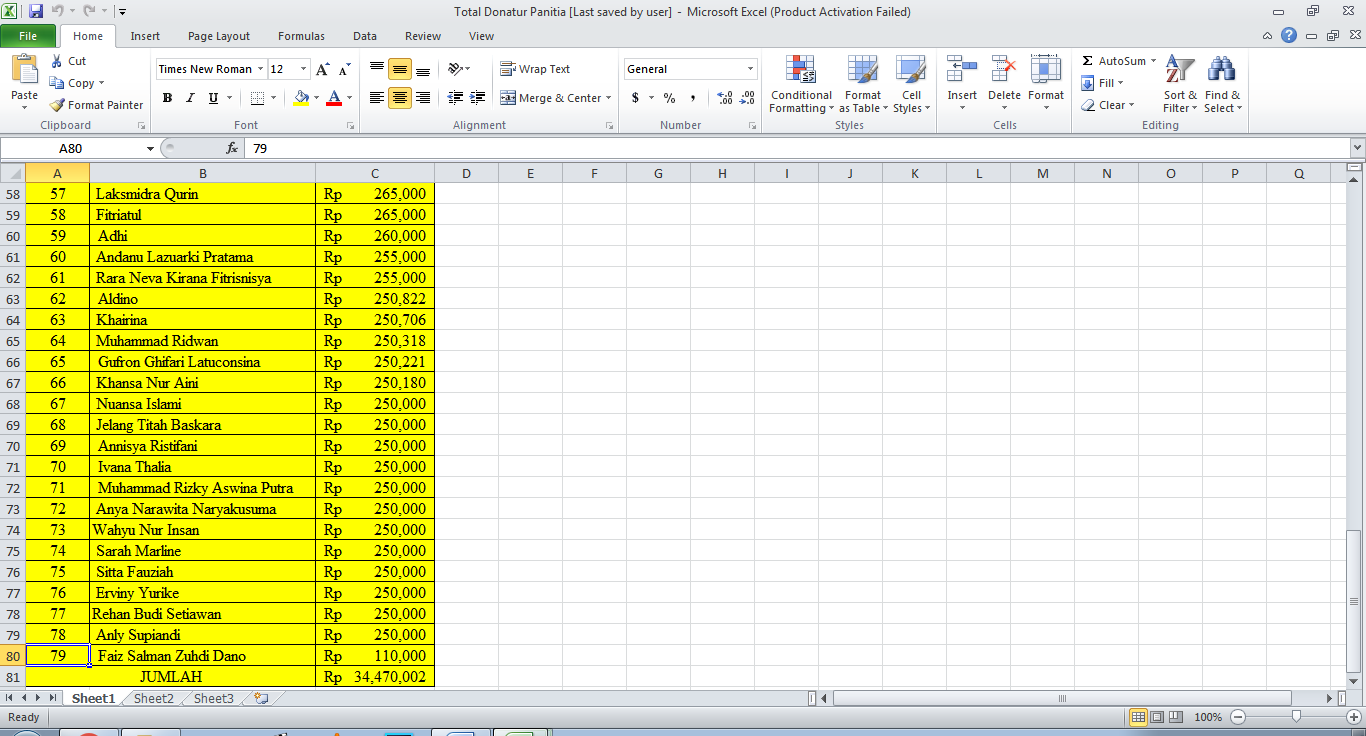 Total Donatur Panitia [Last saved by user] - Microsoft Excel (Product Activation Failed)
File Home Insert Page Layout Formulas Data Review View
Paste Cut Copy Format Painter Clipboard
Times New Roman 12 A A B I U A Font
Wrap Text Merge & Center Alignment
General $ % , .00 .0 Number
Conditional Formatting Format as Table Cell Styles Styles
Insert Delete Format Cells
Σ AutoSum Fill Clear Sort & Filter Find & Select Editing
A80 fx 79
A B C D E F G H I J K L M N O P Q
58 57 Laksmidra Qurin Rp 265,000
59 58 Fitriatul Rp 265,000
60 59 Adhi Rp 260,000
61 60 Andanu Lazuarki Pratama Rp 255,000
62 61 Rara Neva Kirana Fitrisnisya Rp 255,000
63 62 Aldino Rp 250,822
64 63 Khairina Rp 250,706
65 64 Muhammad Ridwan Rp 250,318
66 65 Gufron Ghifari Latuconsina Rp 250,221
67 66 Khansa Nur Aini Rp 250,180
68 67 Nuansa Islami Rp 250,000
69 68 Jelang Titah Baskara Rp 250,000
70 69 Annisya Ristifani Rp 250,000
71 70 Ivana Thalia Rp 250,000
72 71 Muhammad Rizky Aswina Putra Rp 250,000
73 72 Anya Narawita Naryakusuma Rp 250,000
74 73 Wahyu Nur Insan Rp 250,000
75 74 Sarah Marline Rp 250,000
76 75 Sitta Fauziah Rp 250,000
77 76 Erviny Yurike Rp 250,000
78 77 Rehan Budi Setiawan Rp 250,000
79 78 Anly Supiandi Rp 250,000
80 79 Faiz Salman Zuhdi Dano Rp 110,000
81 JUMLAH Rp 34,470,002
Sheet1 Sheet2 Sheet3
Ready 100%